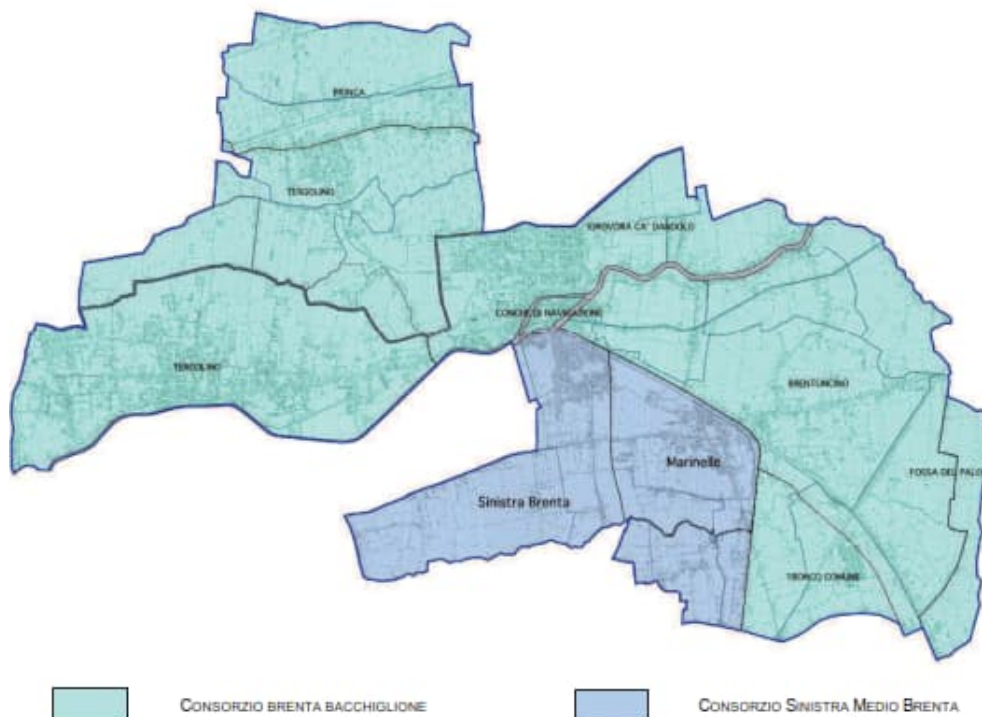 TERGOLINO
IDROVORA CA' DANDOLO
CONCHE DI NAVIGAZIONE
TERGOLINO
BRENTONCINO
Marinelle
FOSSA DEL PALO
Sinistra Brenta
TRONCO COMUNE
CONSORZIO BRENTA BACCHIGLIONE
CONSORZIO SINISTRA MEDIO BRENTA